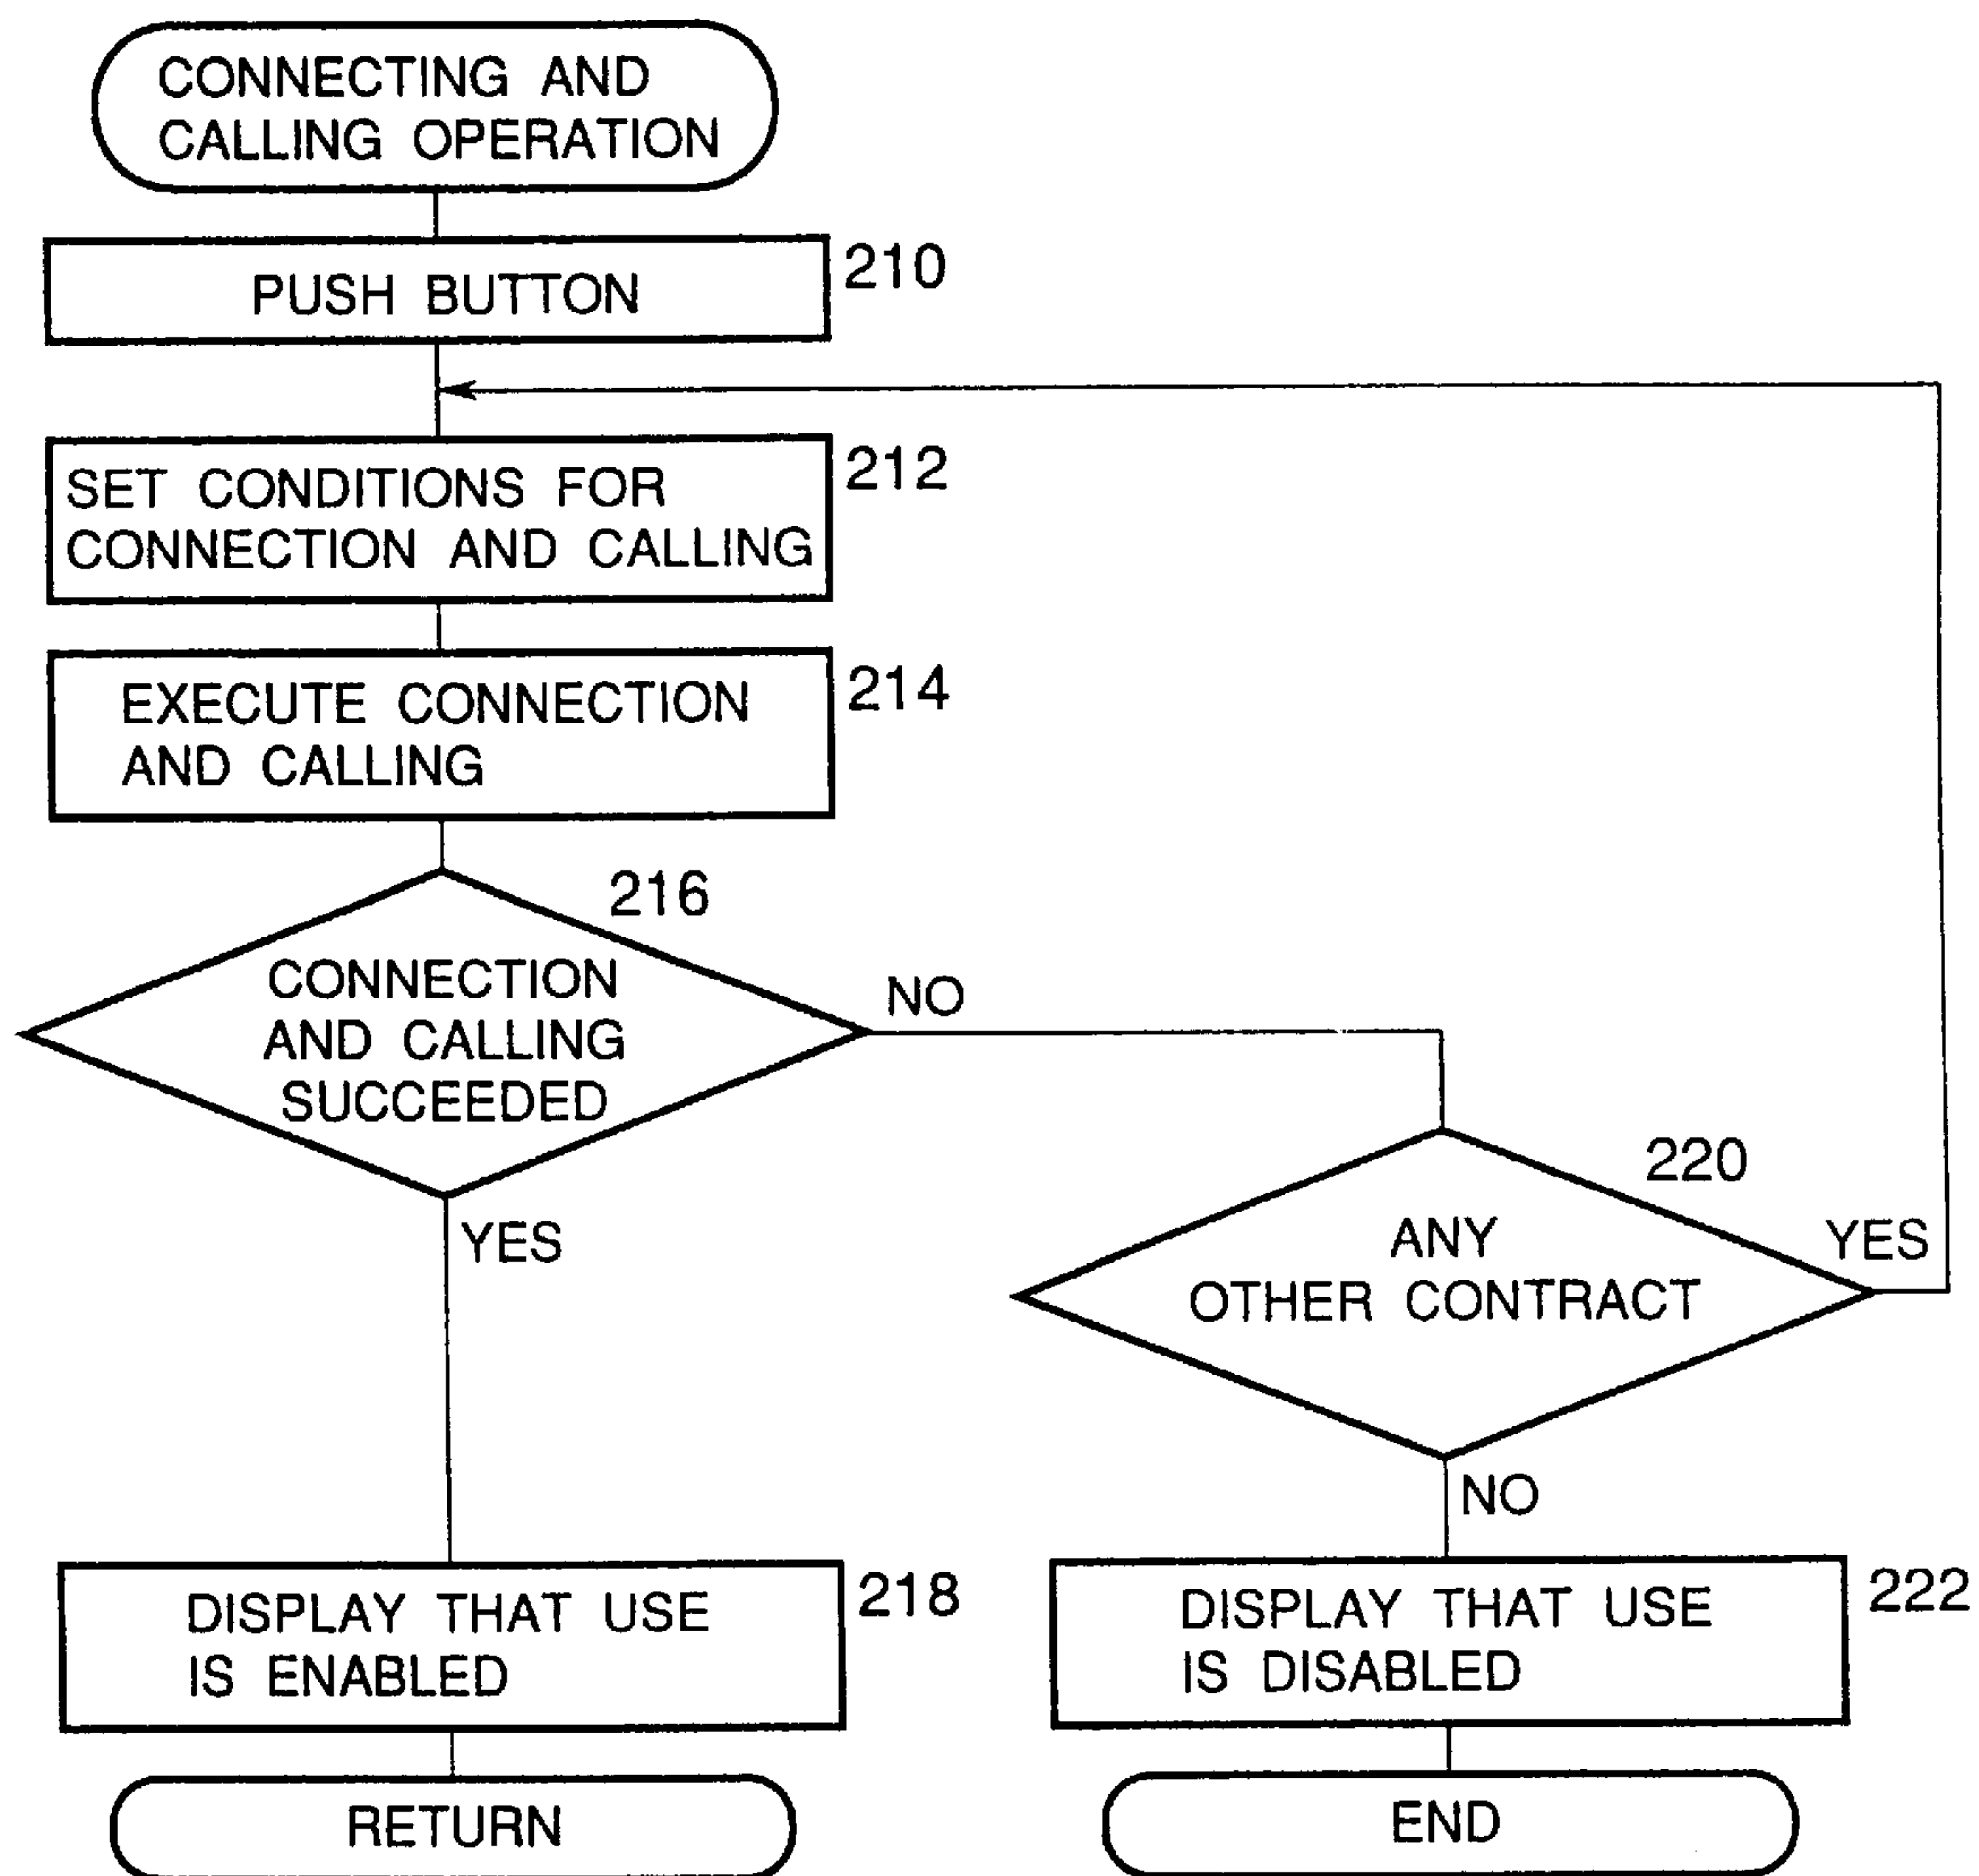 CONNECTING AND
CALLING OPERATION
PUSH BUTTON
210
SET CONDITIONS FOR
CONNECTION AND CALLING
212
EXECUTE CONNECTION
AND CALLING
214
216
CONNECTION
AND CALLING
SUCCEEDED
NO
YES
220
ANY
OTHER CONTRACT
YES
NO
DISPLAY THAT USE
IS ENABLED
218
DISPLAY THAT USE
IS DISABLED
222
RETURN
END